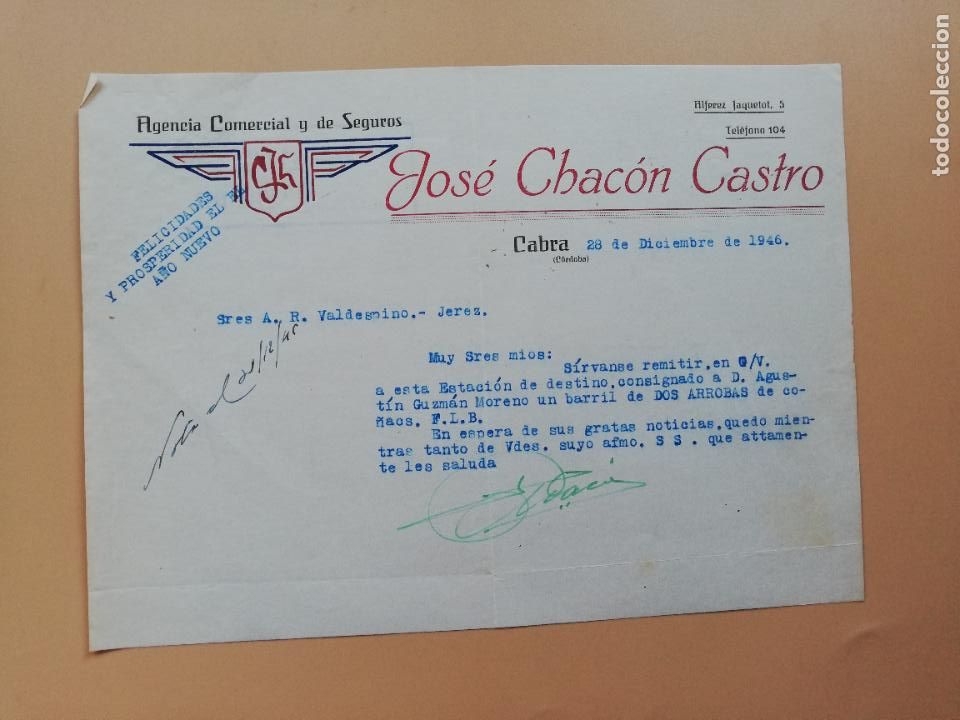 Agencia Comercial y de Seguros
CJCh
Alferez Jaquetot, 5
Teléfono 104
José Chacón Castro
FELICIDADES
Y PROSPERIDAD EL
AÑO NUEVO
Cabra 28 de Diciembre de 1946.
(Córdoba)
Sres A. R. Valdespino.- Jerez.
Muy Sres mios:
Sírvanse remitir, en G/V.
a esta Estación de destino, consignado a D. Agus-
tín Guzmán Moreno un barril de DOS ARROBAS de co-
ñacs. F.L.B.
En espera de sus gratas noticias, quedo mien-
tras tanto de Vdes. suyo afmo. S S . que attamen-
te les saluda
todocoleccion